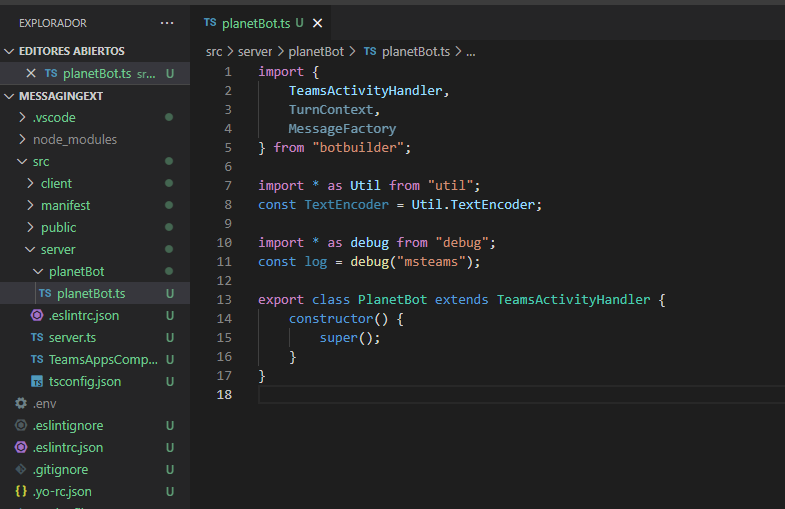 EXPLORADOR ...
EDITORES ABIERTOS
TS planetBot.ts sr... U
MESSAGINGEXT
.vscode
node_modules
src
client
manifest
public
server
planetBot
TS planetBot.ts U
.eslintrc.json U
TS server.ts U
TS TeamsAppsComp... U
TS tsconfig.json U
.env
.eslintignore U
.eslintrc.json U
.gitignore U
{} .yo-rc.json U
TS planetBot.ts U
src > server > planetBot > TS planetBot.ts > ...
1 import {
2 TeamsActivityHandler,
3 TurnContext,
4 MessageFactory
5 } from "botbuilder";
6
7 import * as Util from "util";
8 const TextEncoder = Util.TextEncoder;
9
10 import * as debug from "debug";
11 const log = debug("msteams");
12
13 export class PlanetBot extends TeamsActivityHandler {
14 constructor() {
15 super();
16 }
17 }
18